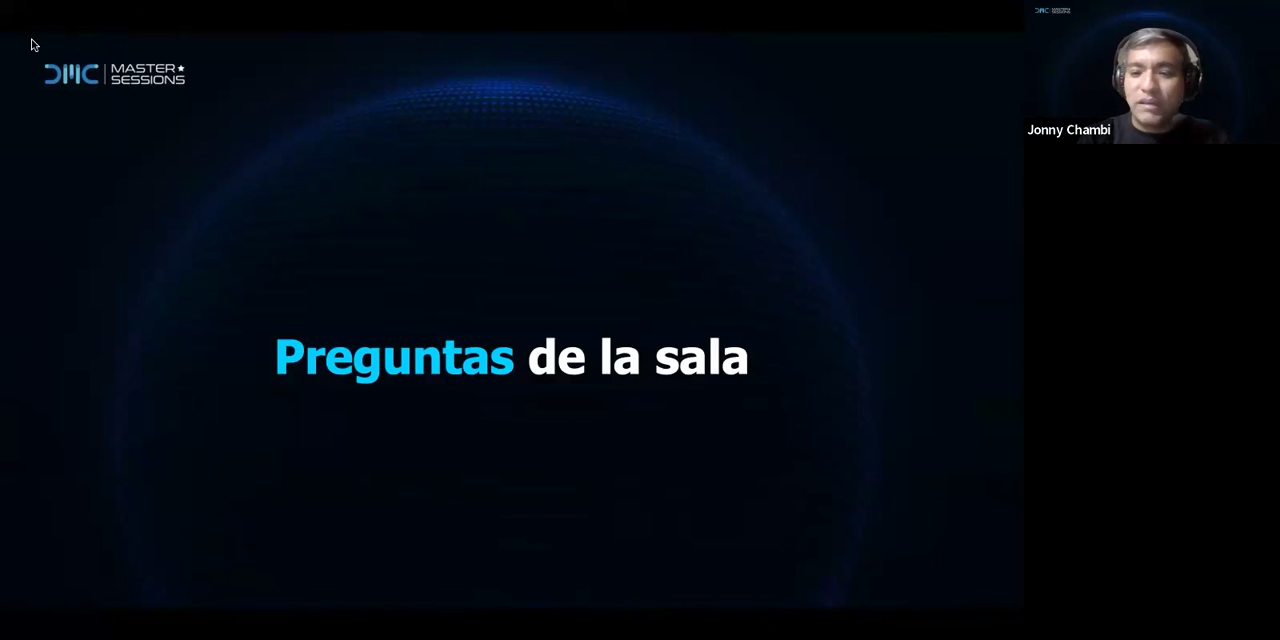 DMC | MASTER
SESSIONS
Preguntas de la sala
Jonny Chambi